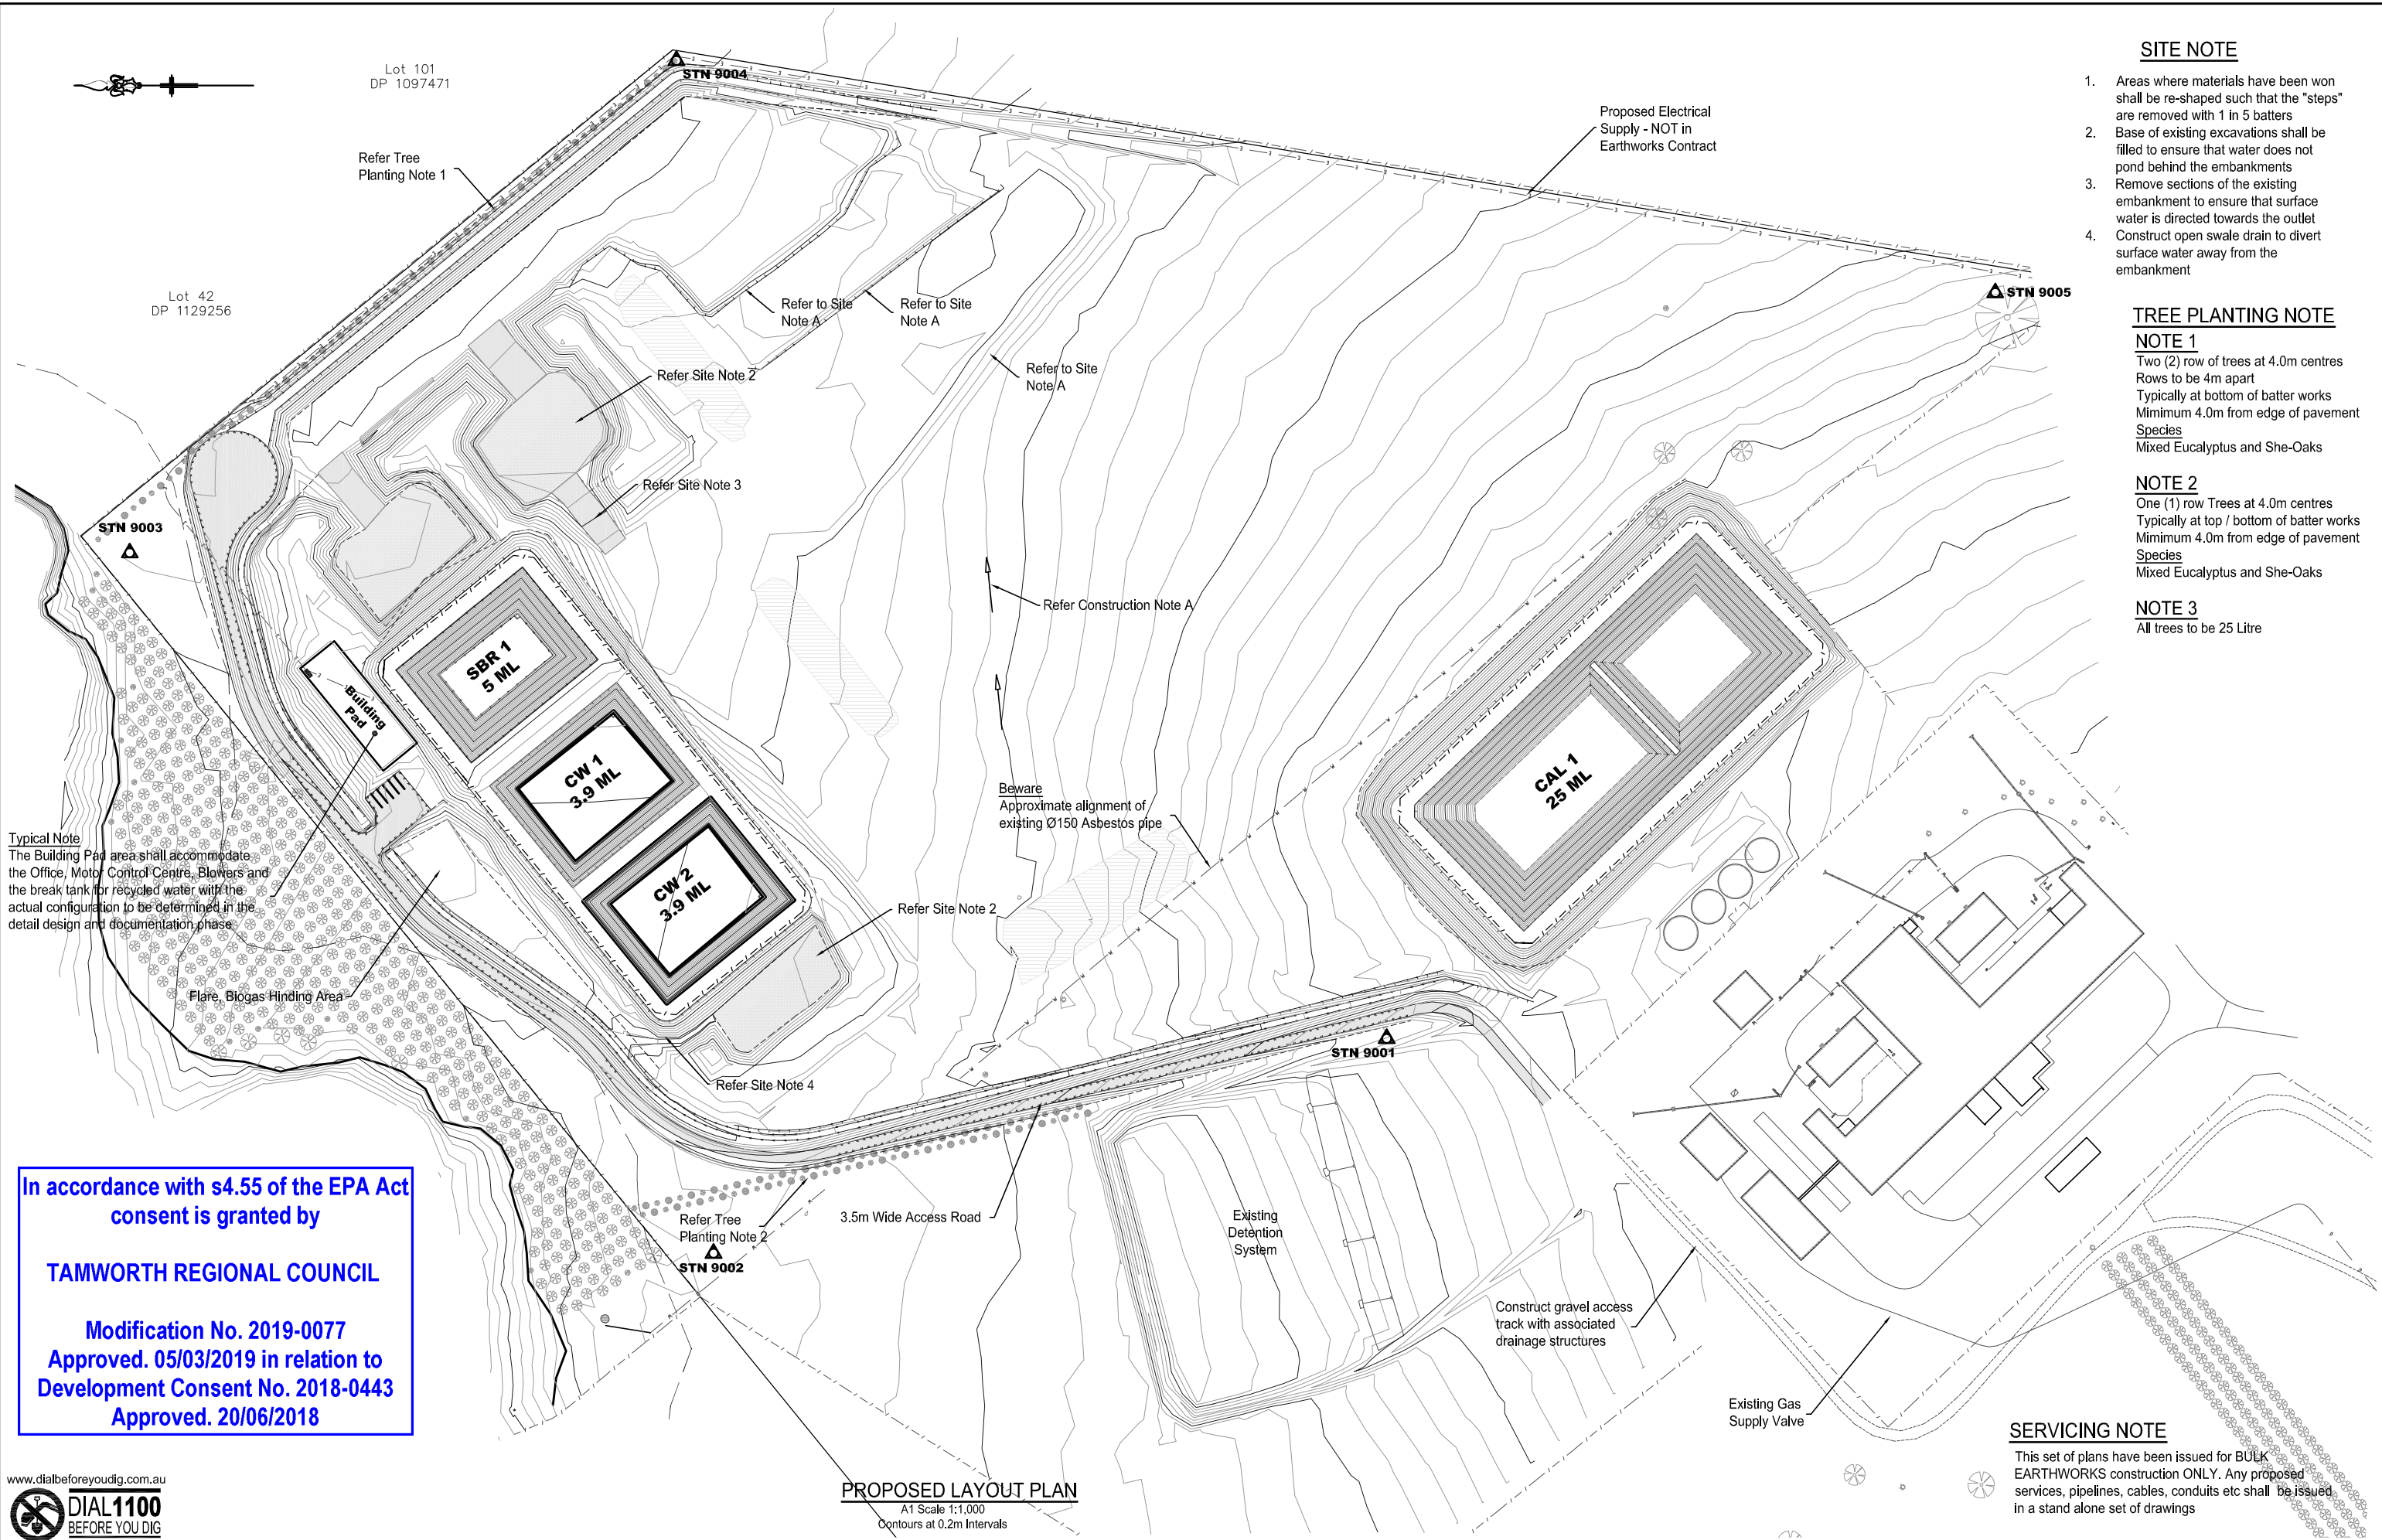 Lot 101
DP 1097471
STN 9004
Refer Tree
Planting Note 1
Proposed Electrical
Supply - NOT in
Earthworks Contract
Lot 42
DP 1129256
Refer to Site
Note A
Refer to Site
Note A
Refer to Site
Note A
STN 9005
Refer Site Note 2
Refer Site Note 3
STN 9003
Refer Construction Note A
SBR 1
5 ML
Building
Pad
CW 1
3.9 ML
CW 2
3.9 ML
CAL 1
25 ML
Beware
Approximate alignment of
existing Ø150 Asbestos pipe
Typical Note
The Building Pad area shall accommodate
the Office, Motor Control Centre, Blowers and
the break tank for recycled water with the
actual configuration to be determined in the
detail design and documentation phase
Refer Site Note 2
Flare, Biogas Hinding Area
STN 9001
Refer Site Note 4
Refer Tree
Planting Note 2
STN 9002
3.5m Wide Access Road
Existing
Detention
System
Construct gravel access
track with associated
drainage structures
Existing Gas
Supply Valve
SITE NOTE
1. Areas where materials have been won
shall be re-shaped such that the "steps"
are removed with 1 in 5 batters
2. Base of existing excavations shall be
filled to ensure that water does not
pond behind the embankments
3. Remove sections of the existing
embankment to ensure that surface
water is directed towards the outlet
4. Construct open swale drain to divert
surface water away from the
embankment
TREE PLANTING NOTE
NOTE 1
Two (2) row of trees at 4.0m centres
Rows to be 4m apart
Typically at bottom of batter works
Mimimum 4.0m from edge of pavement
Species
Mixed Eucalyptus and She-Oaks
NOTE 2
One (1) row Trees at 4.0m centres
Typically at top / bottom of batter works
Mimimum 4.0m from edge of pavement
Species
Mixed Eucalyptus and She-Oaks
NOTE 3
All trees to be 25 Litre
In accordance with s4.55 of the EPA Act
consent is granted by
TAMWORTH REGIONAL COUNCIL
Modification No. 2019-0077
Approved. 05/03/2019 in relation to
Development Consent No. 2018-0443
Approved. 20/06/2018
www.dialbeforeyoudig.com.au
DIAL1100
BEFORE YOU DIG
PROPOSED LAYOUT PLAN
A1 Scale 1:1,000
Contours at 0.2m Intervals
SERVICING NOTE
This set of plans have been issued for BULK
EARTHWORKS construction ONLY. Any proposed
services, pipelines, cables, conduits etc shall be issued
in a stand alone set of drawings